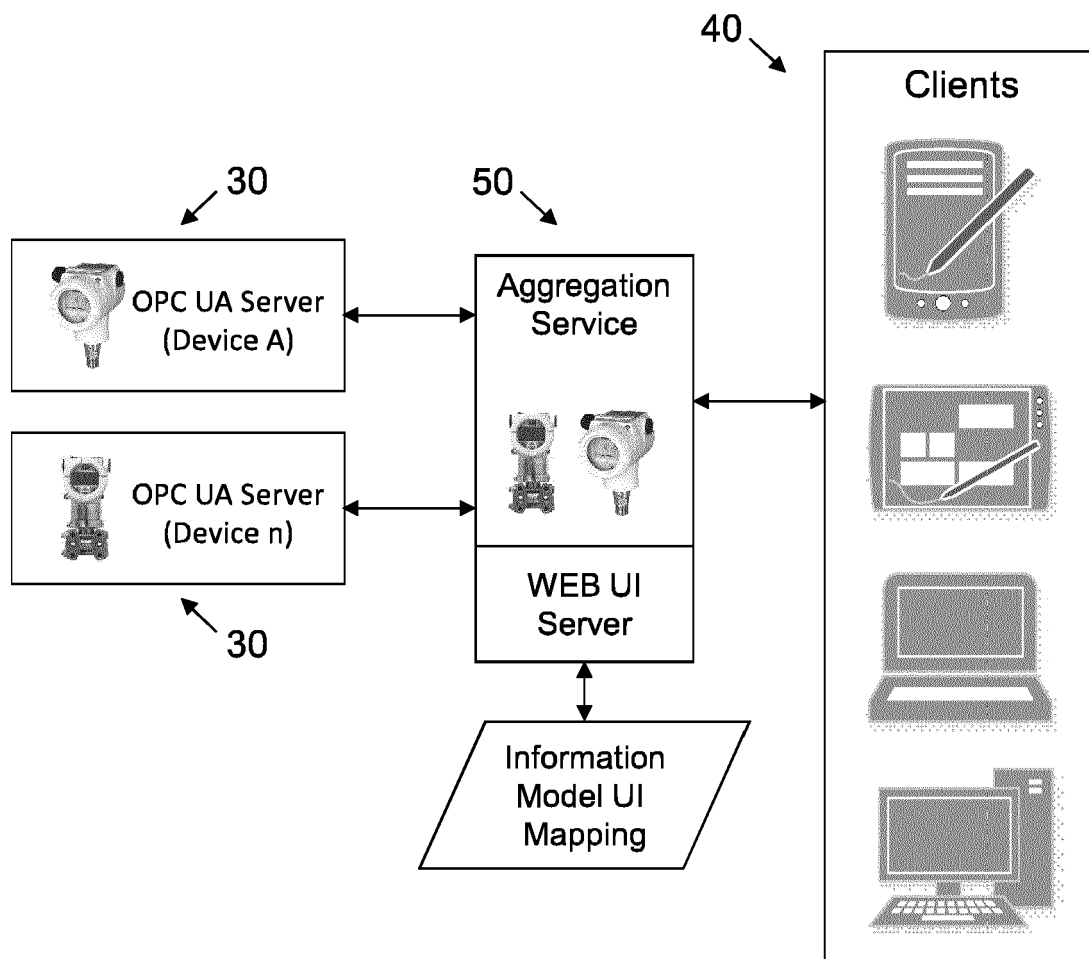 40
Clients
30
50
OPC UA Server
(Device A)
Aggregation
Service
OPC UA Server
(Device n)
WEB UI
Server
30
Information
Model UI
Mapping